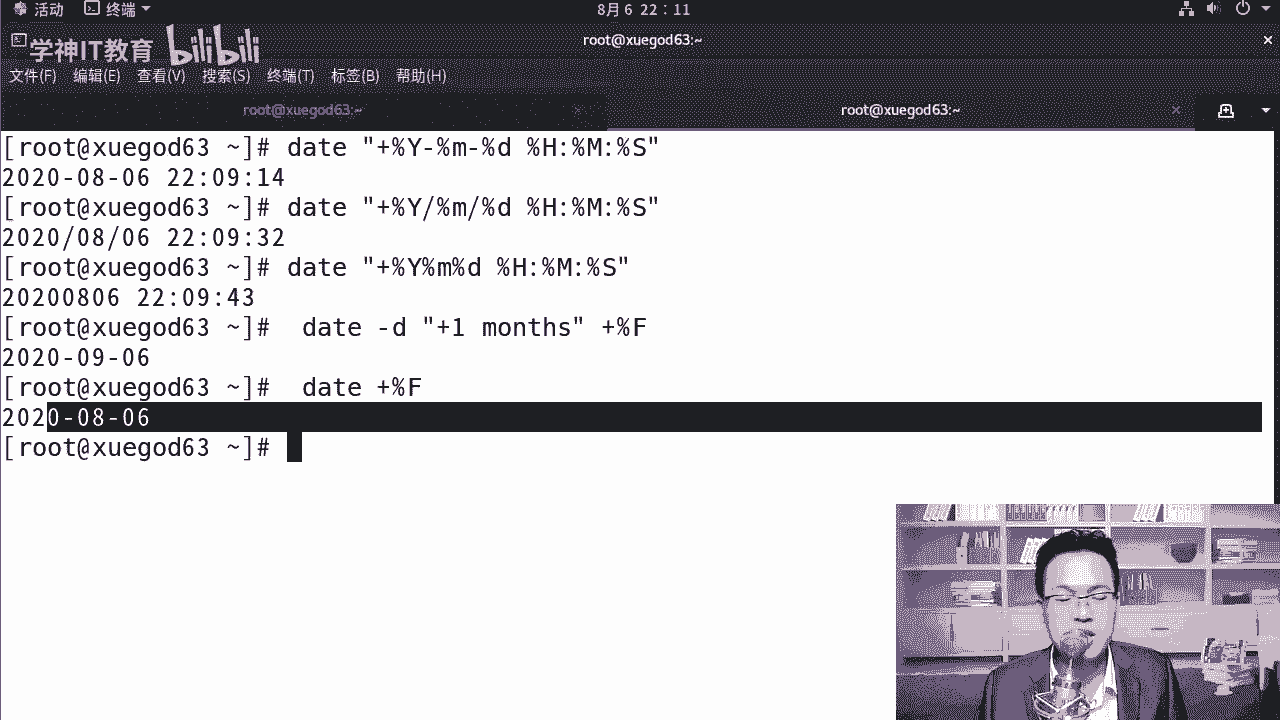 活动 终端 8月6 22：11
学神IT教育 bilibili
root@xuegod63:~
文件(F) 编辑(E) 查看(V) 搜索(S) 终端(T) 标签(B) 帮助(H)
root@xuegod63:~ root@xuegod63:~
[root@xuegod63 ~]# date "+%Y-%m-%d %H:%M:%S"
2020-08-06 22:09:14
[root@xuegod63 ~]# date "+%Y/%m/%d %H:%M:%S"
2020/08/06 22:09:32
[root@xuegod63 ~]# date "+%Y%m%d %H:%M:%S"
20200806 22:09:43
[root@xuegod63 ~]#  date -d "+1 months" +%F
2020-09-06
[root@xuegod63 ~]#  date +%F
2020-08-06
[root@xuegod63 ~]#